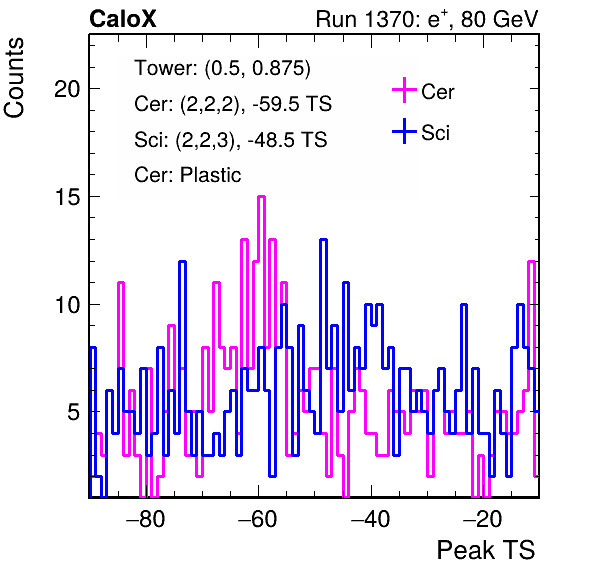 CaloX Run 1370: e⁺, 80 GeV
Counts
Tower: (0.5, 0.875)
Cer: (2,2,2), -59.5 TS
Sci: (2,2,3), -48.5 TS
Cer: Plastic
Cer
Sci
20
15
10
5
−80 −60 −40 −20
Peak TS